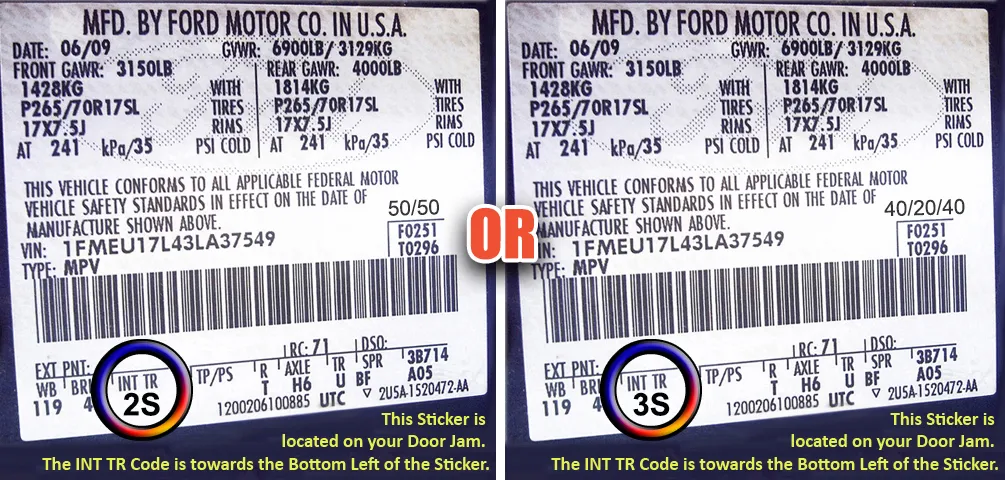 MFD. BY FORD MOTOR CO. IN U.S.A.
DATE: 06/09 GVWR: 6900LB/ 3129KG
FRONT GAWR: 3150LB REAR GAWR: 4000LB
1428KG WITH 1814KG WITH
P265/70R17SL TIRES P265/70R17SL TIRES
17X7.5J RIMS 17X7.5J RIMS
AT 241 kPa/35 PSI COLD AT 241 kPa/35 PSI COLD
THIS VEHICLE CONFORMS TO ALL APPLICABLE FEDERAL MOTOR
VEHICLE SAFETY STANDARDS IN EFFECT ON THE DATE OF
MANUFACTURE SHOWN ABOVE. 50/50
VIN: 1FMEU17L43LA37549 F0251
TYPE: MPV T0296
EXT PNT: RC: 71 DSO:
WB BR INT TR TP/PS R AXLE TR SPR 3B714
119 4 2S T H6 U BF A05
1200206100885 UTC ▽ 2U5A-1520472-AA
This Sticker is
located on your Door Jam.
The INT TR Code is towards the Bottom Left of the Sticker.
OR
MFD. BY FORD MOTOR CO. IN U.S.A.
DATE: 06/09 GVWR: 6900LB/ 3129KG
FRONT GAWR: 3150LB REAR GAWR: 4000LB
1428KG WITH 1814KG WITH
P265/70R17SL TIRES P265/70R17SL TIRES
17X7.5J RIMS 17X7.5J RIMS
AT 241 kPa/35 PSI COLD AT 241 kPa/35 PSI COLD
THIS VEHICLE CONFORMS TO ALL APPLICABLE FEDERAL MOTOR
VEHICLE SAFETY STANDARDS IN EFFECT ON THE DATE OF
MANUFACTURE SHOWN ABOVE. 40/20/40
VIN: 1FMEU17L43LA37549 F0251
TYPE: MPV T0296
EXT PNT: RC: 71 DSO:
WB BR INT TR TP/PS R AXLE TR SPR 3B714
119 4 3S T H6 U BF A05
1200206100885 UTC ▽ 2U5A-1520472-AA
This Sticker is
located on your Door Jam.
The INT TR Code is towards the Bottom Left of the Sticker.